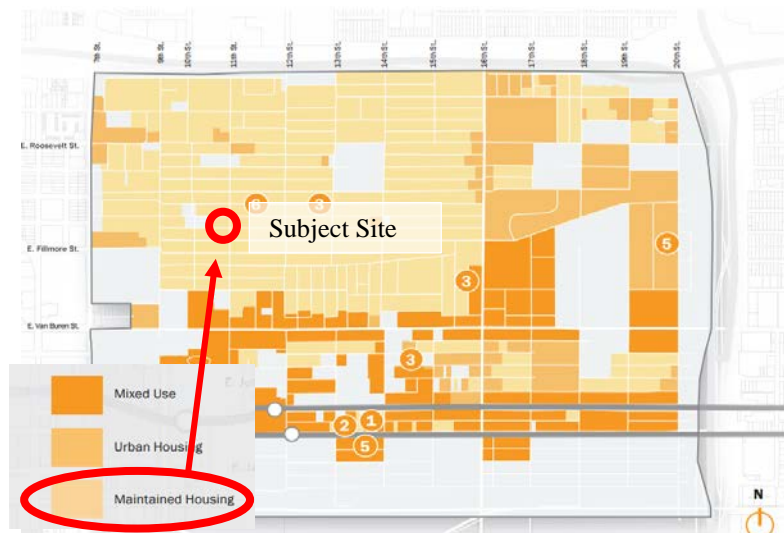 7th St.
9th St.
10th St.
11th St.
12th St.
13th St.
14th St.
15th St.
16th St.
17th St.
18th St.
19th St.
20th St.
E. Roosevelt St.
6
3
Subject Site
E. Fillmore St.
5
3
E. Van Buren St.
3
Mixed Use
1
2
Urban Housing
5
Maintained Housing
N